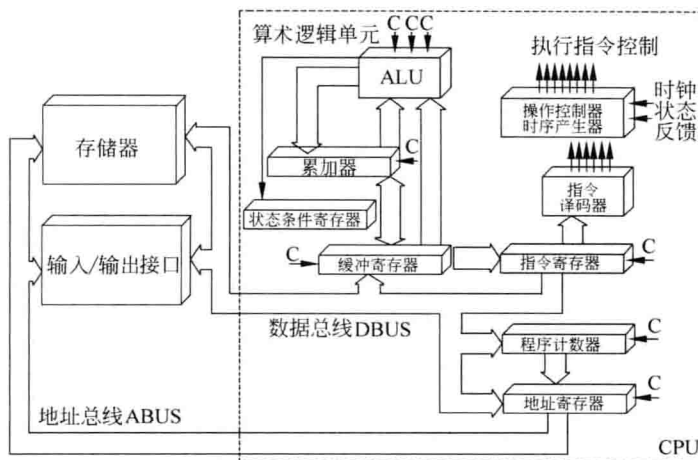 算术逻辑单元
C
CC
C
ALU
执行指令控制
操作控制器
时序产生器
时钟
状态
反馈
存储器
累加器
C
指令
译码器
状态条件寄存器
输入/输出接口
C
缓冲寄存器
指令寄存器
C
数据总线DBUS
程序计数器
C
地址寄存器
C
地址总线ABUS
CPU